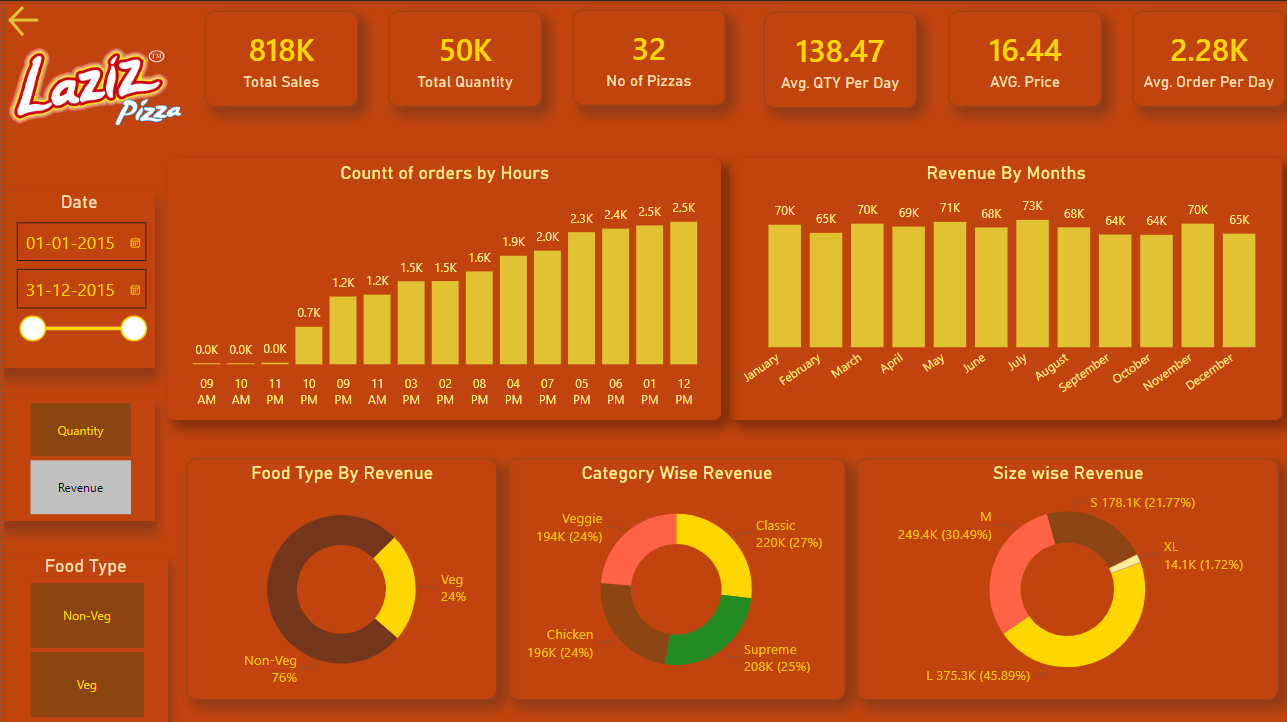 Laziz
TM
Pizza
818K
Total Sales
50K
Total Quantity
32
No of Pizzas
138.47
Avg. QTY Per Day
16.44
AVG. Price
2.28K
Avg. Order Per Day
Date
01-01-2015
31-12-2015
Quantity
Revenue
Food Type
Non-Veg
Veg
Countt of orders by Hours
0.0K 0.0K 0.0K 0.7K 1.2K 1.2K 1.5K 1.5K 1.6K 1.9K 2.0K 2.3K 2.4K 2.5K 2.5K
09 10 11 10 09 11 03 02 08 04 07 05 06 01 12
AM AM PM PM PM AM PM PM PM PM PM PM PM PM PM
Revenue By Months
70K 65K 70K 69K 71K 68K 73K 68K 64K 64K 70K 65K
January February March April May June July August September October November December
Food Type By Revenue
Veg
24%
Non-Veg
76%
Category Wise Revenue
Veggie
194K (24%)
Classic
220K (27%)
Chicken
196K (24%)
Supreme
208K (25%)
Size wise Revenue
S 178.1K (21.77%)
M
249.4K (30.49%)
XL
14.1K (1.72%)
L 375.3K (45.89%)